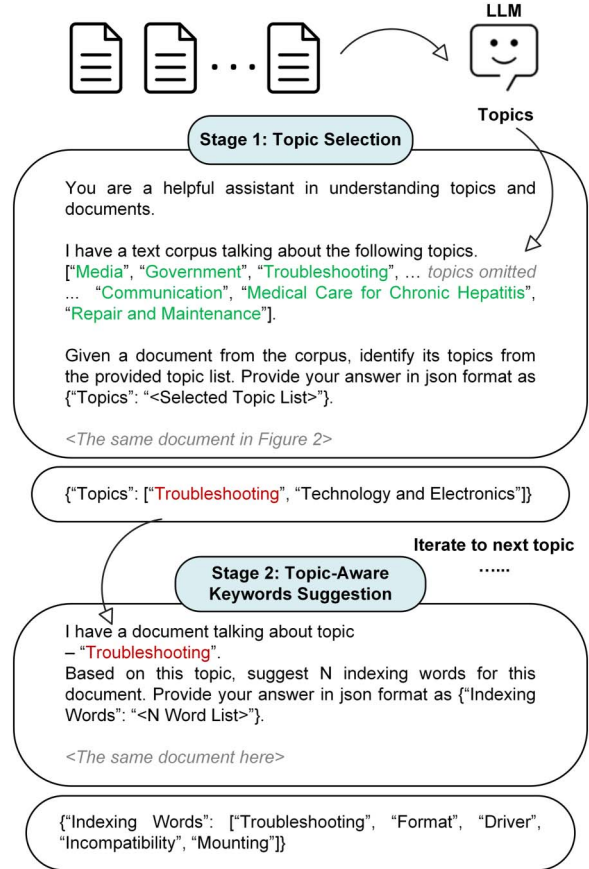 LLM
Topics
Stage 1: Topic Selection
You are a helpful assistant in understanding topics and
documents.
I have a text corpus talking about the following topics.
[“Media”, “Government”, “Troubleshooting”, … topics omitted
... “Communication”, “Medical Care for Chronic Hepatitis”,
“Repair and Maintenance”].
Given a document from the corpus, identify its topics from
the provided topic list. Provide your answer in json format as
{“Topics”: “<Selected Topic List>”}.
<The same document in Figure 2>
{“Topics”: [“Troubleshooting”, “Technology and Electronics”]}
Iterate to next topic
…...
Stage 2: Topic-Aware
Keywords Suggestion
I have a document talking about topic
– “Troubleshooting”.
Based on this topic, suggest N indexing words for this
document. Provide your answer in json format as {“Indexing
Words”: “<N Word List>”}.
<The same document here>
{“Indexing Words”: [“Troubleshooting”, “Format”, “Driver”,
“Incompatibility”, “Mounting”]}